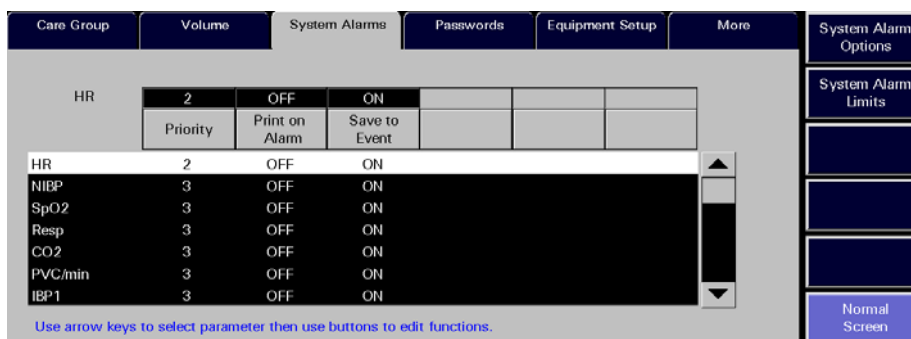 Care Group Volume System Alarms Passwords Equipment Setup More
System Alarm
Options
System Alarm
Limits
HR 2 OFF ON
Priority Print on Alarm Save to Event
HR 2 OFF ON
NIBP 3 OFF ON
SpO2 3 OFF ON
Resp 3 OFF ON
CO2 3 OFF ON
PVC/min 3 OFF ON
IBP1 3 OFF ON
Use arrow keys to select parameter then use buttons to edit functions.
Normal
Screen